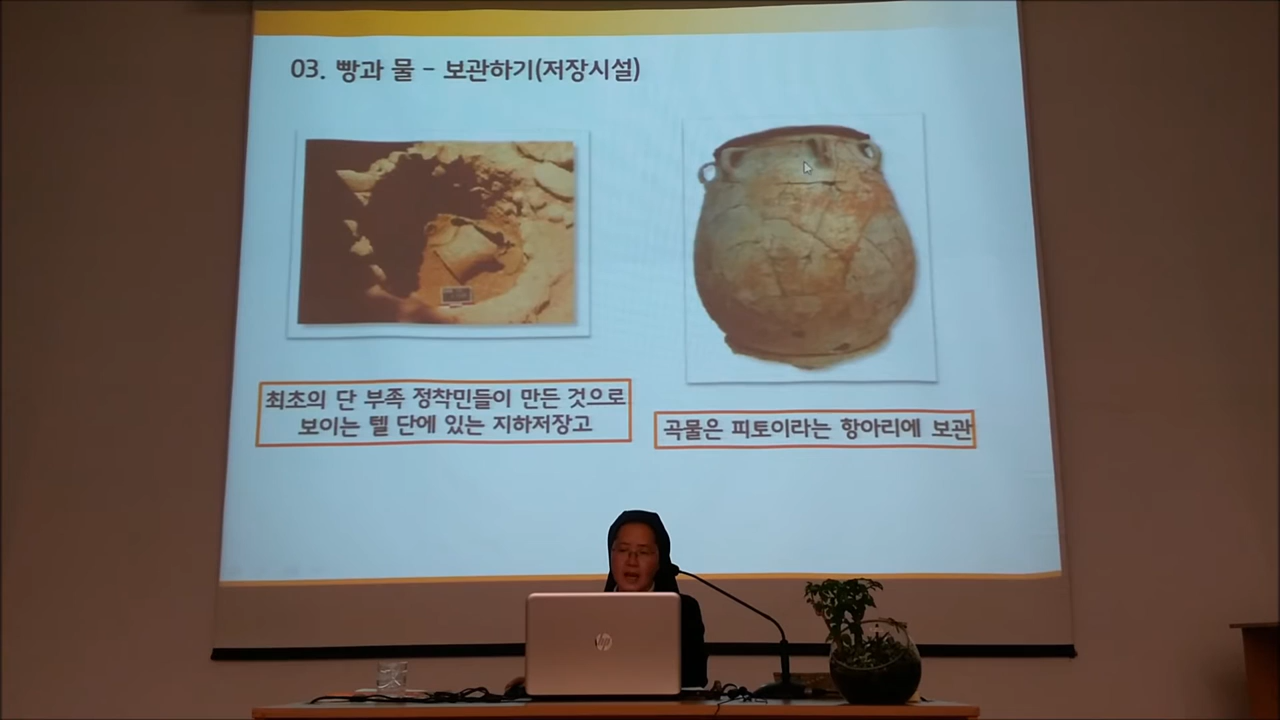 03. 빵과 물 - 보관하기(저장시설)
최초의 단 부족 정착민들이 만든 것으로
보이는 텔 단에 있는 지하저장고
곡물은 피토이라는 항아리에 보관
hp